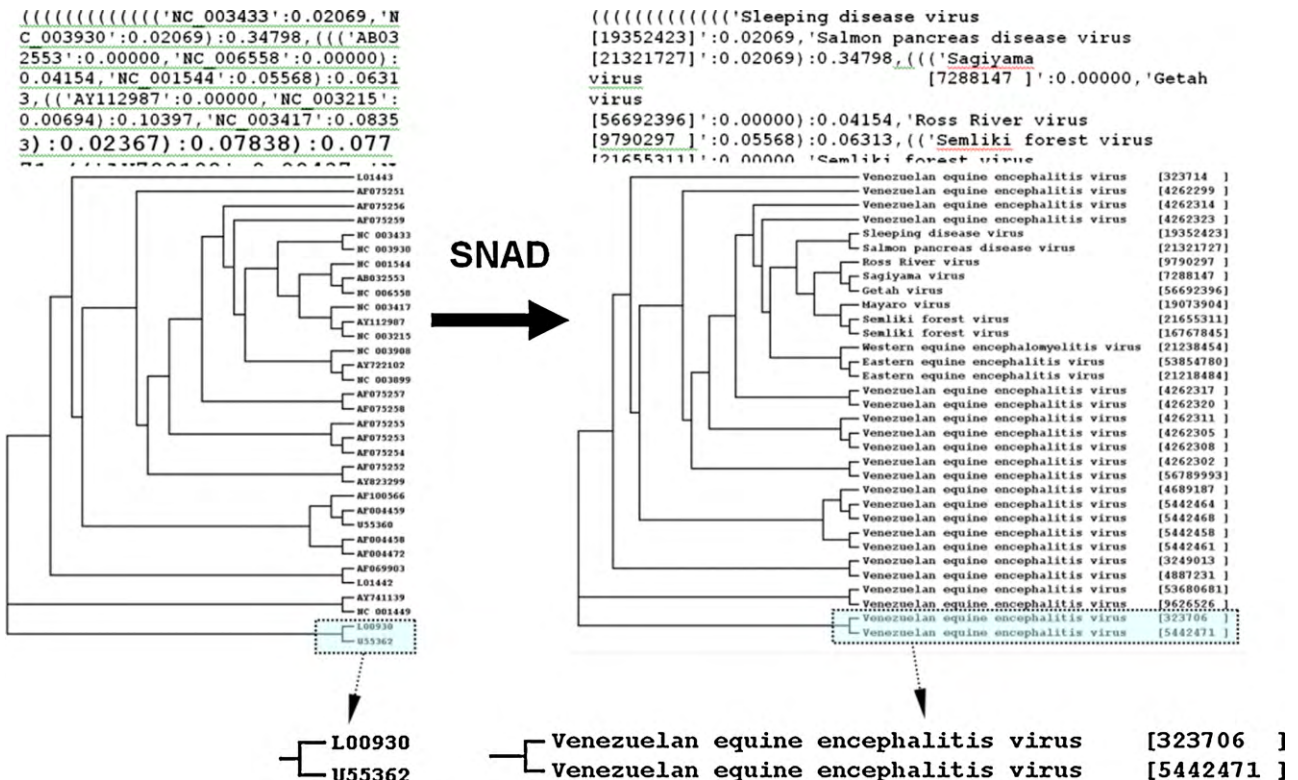 ((((((((((((('NC_003433':0.02069,'N
C_003930':0.02069):0.34798,((('AB03
2553':0.00000,'NC_006558':0.00000):
0.04154,'NC_001544':0.05568):0.0631
3,(('AY112987':0.00000,'NC_003215':
0.00694):0.10397,'NC_003417':0.0835
3):0.02367):0.07838):0.077
((((((((((((('Sleeping disease virus
[19352423]':0.02069,'Salmon pancreas disease virus
[21321727]':0.02069):0.34798,((('Sagiyama
virus [7288147 ]':0.00000,'Getah
virus
[56692396]':0.00000):0.04154,'Ross River virus
[9790297 ]':0.05568):0.06313,(('Semliki forest virus
[21655311]':0.00000,'Semliki forest virus
L01443
AF075251
AF075256
AF075259
NC 003433
NC 003930
NC 001544
AB032553
NC 006558
NC 003417
AY112987
NC 003215
NC 003908
AY722102
NC 003899
AF075257
AF075258
AF075255
AF075253
AF075254
AF075252
AY823299
AF100566
AF004459
U55360
AF004458
AF004472
AF069903
L01442
AY741139
NC 001449
L00930
U55362
SNAD
Venezuelan equine encephalitis virus [323714 ]
Venezuelan equine encephalitis virus [4262299 ]
Venezuelan equine encephalitis virus [4262314 ]
Venezuelan equine encephalitis virus [4262323 ]
Sleeping disease virus [19352423]
Salmon pancreas disease virus [21321727]
Ross River virus [9790297 ]
Sagiyama virus [7288147 ]
Getah virus [56692396]
Mayaro virus [19073904]
Semliki forest virus [21655311]
Semliki forest virus [16767845]
Western equine encephalomyelitis virus [21238454]
Eastern equine encephalitis virus [53854780]
Eastern equine encephalitis virus [21218484]
Venezuelan equine encephalitis virus [4262317 ]
Venezuelan equine encephalitis virus [4262320 ]
Venezuelan equine encephalitis virus [4262311 ]
Venezuelan equine encephalitis virus [4262305 ]
Venezuelan equine encephalitis virus [4262308 ]
Venezuelan equine encephalitis virus [4262302 ]
Venezuelan equine encephalitis virus [56789993]
Venezuelan equine encephalitis virus [4689187 ]
Venezuelan equine encephalitis virus [5442464 ]
Venezuelan equine encephalitis virus [5442468 ]
Venezuelan equine encephalitis virus [5442458 ]
Venezuelan equine encephalitis virus [5442461 ]
Venezuelan equine encephalitis virus [3249013 ]
Venezuelan equine encephalitis virus [4887231 ]
Venezuelan equine encephalitis virus [53680681]
Venezuelan equine encephalitis virus [9626526 ]
Venezuelan equine encephalitis virus [323706 ]
Venezuelan equine encephalitis virus [5442471 ]
L00930
U55362
Venezuelan equine encephalitis virus [323706 ]
Venezuelan equine encephalitis virus [5442471 ]